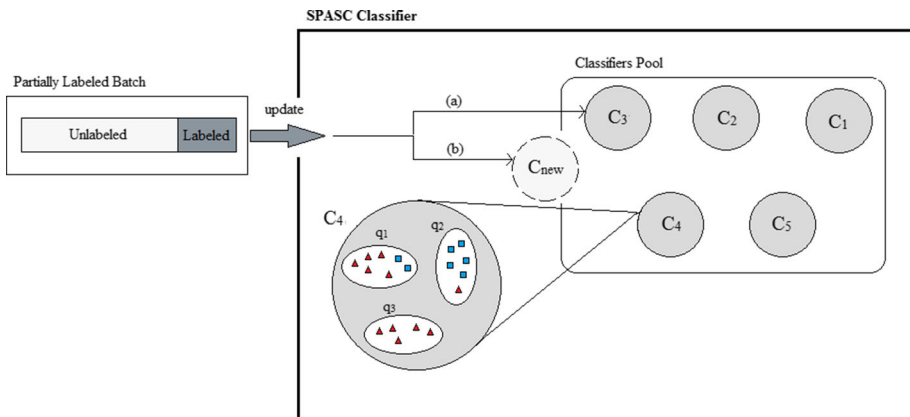 SPASC Classifier
Partially Labeled Batch
Unlabeled
Labeled
update
Classifiers Pool
(a)
(b)
C3
C2
C1
Cnew
C4
C5
C4
q1
q2
q3